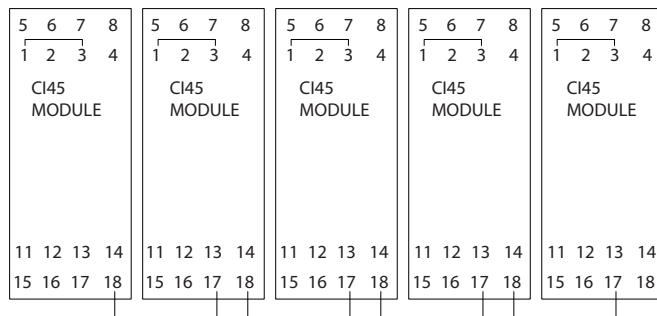 5 6 7 8 5 6 7 8 5 6 7 8 5 6 7 8 5 6 7 8
1 2 3 4 1 2 3 4 1 2 3 4 1 2 3 4 1 2 3 4
CI45 CI45 CI45 CI45 CI45
MODULE MODULE MODULE MODULE MODULE
11 12 13 14 11 12 13 14 11 12 13 14 11 12 13 14 11 12 13 14
15 16 17 18 15 16 17 18 15 16 17 18 15 16 17 18 15 16 17 18